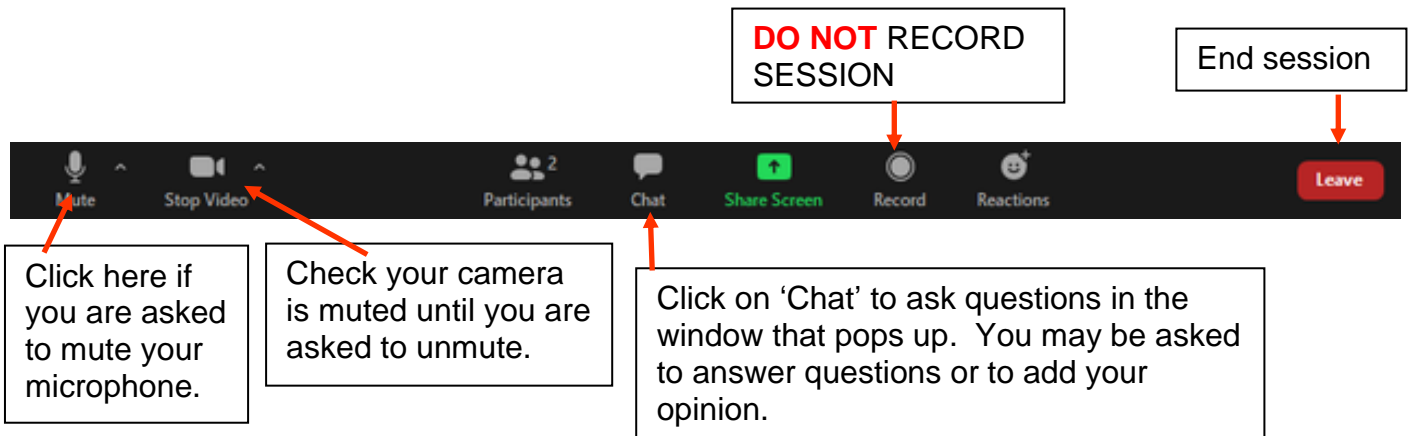 DO NOT RECORD
SESSION
End session
Mute
Stop Video
2
Participants
Chat
Share Screen
Record
Reactions
Leave
Click here if
you are asked
to mute your
microphone.
Check your camera
is muted until you are
asked to unmute.
Click on ‘Chat’ to ask questions in the
window that pops up.  You may be asked
to answer questions or to add your
opinion.